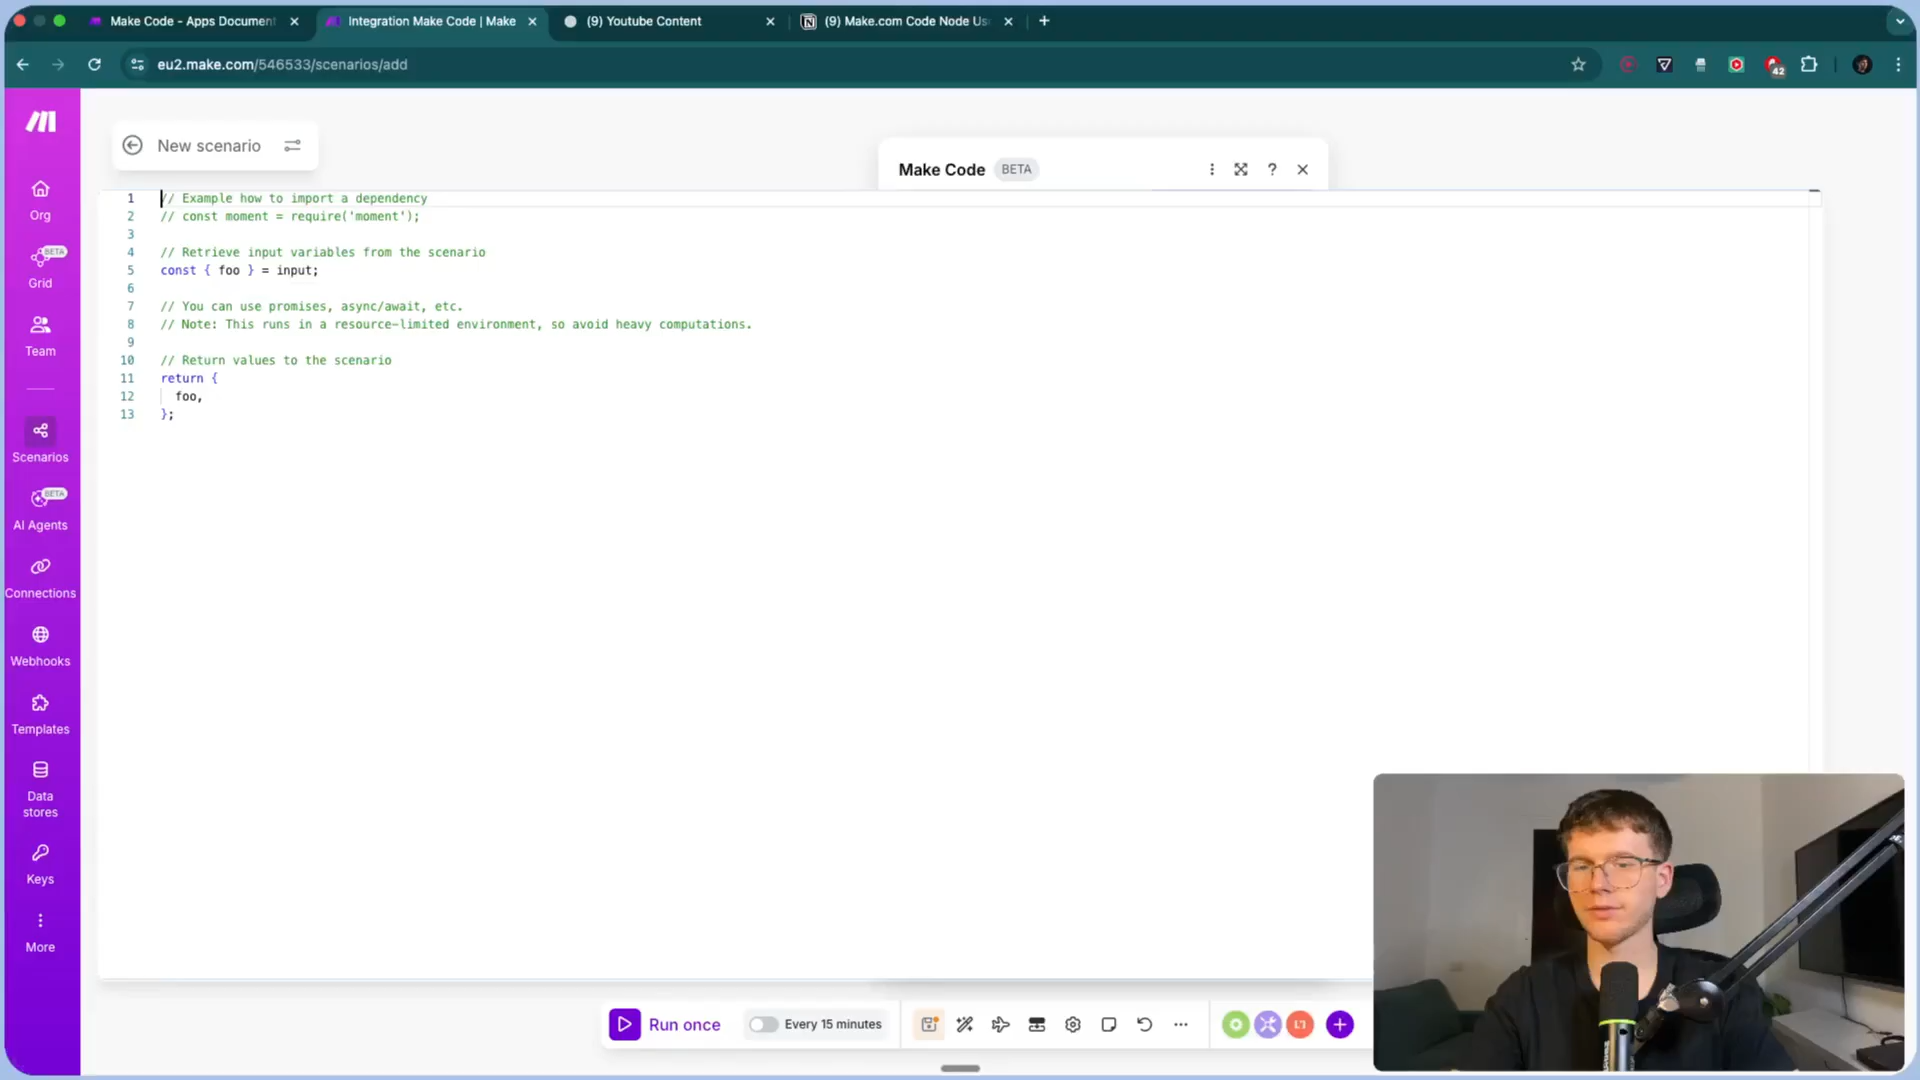 Make Code - Apps Document
Integration Make Code | Make
(9) Youtube Content
(9) Make.com Code Node Us
eu2.make.com/546533/scenarios/add
42
New scenario
Make Code BETA
Org
BETA
Grid
Team
Scenarios
BETA
AI Agents
Connections
Webhooks
Templates
Data
stores
Keys
More
1 // Example how to import a dependency
2 // const moment = require('moment');
3
4 // Retrieve input variables from the scenario
5 const { foo } = input;
6
7 // You can use promises, async/await, etc.
8 // Note: This runs in a resource-limited environment, so avoid heavy computations.
9
10 // Return values to the scenario
11 return {
12 foo,
13 };
Run once
Every 15 minutes